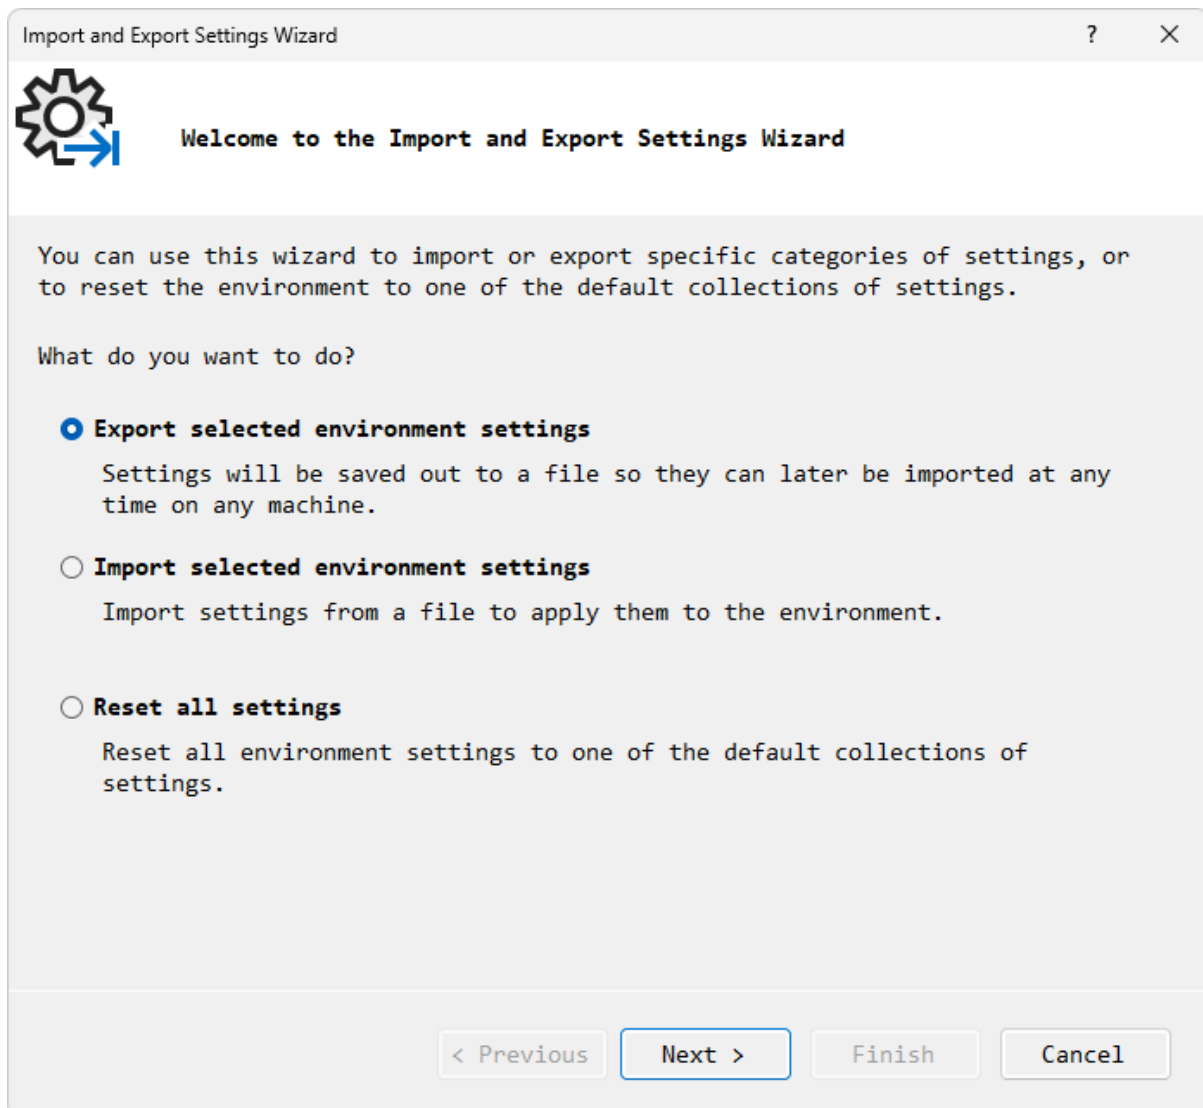 Import and Export Settings Wizard ?
Welcome to the Import and Export Settings Wizard
You can use this wizard to import or export specific categories of settings, or
to reset the environment to one of the default collections of settings.
What do you want to do?
Export selected environment settings
Settings will be saved out to a file so they can later be imported at any
time on any machine.
Import selected environment settings
Import settings from a file to apply them to the environment.
Reset all settings
Reset all environment settings to one of the default collections of
settings.
< Previous Next > Finish Cancel